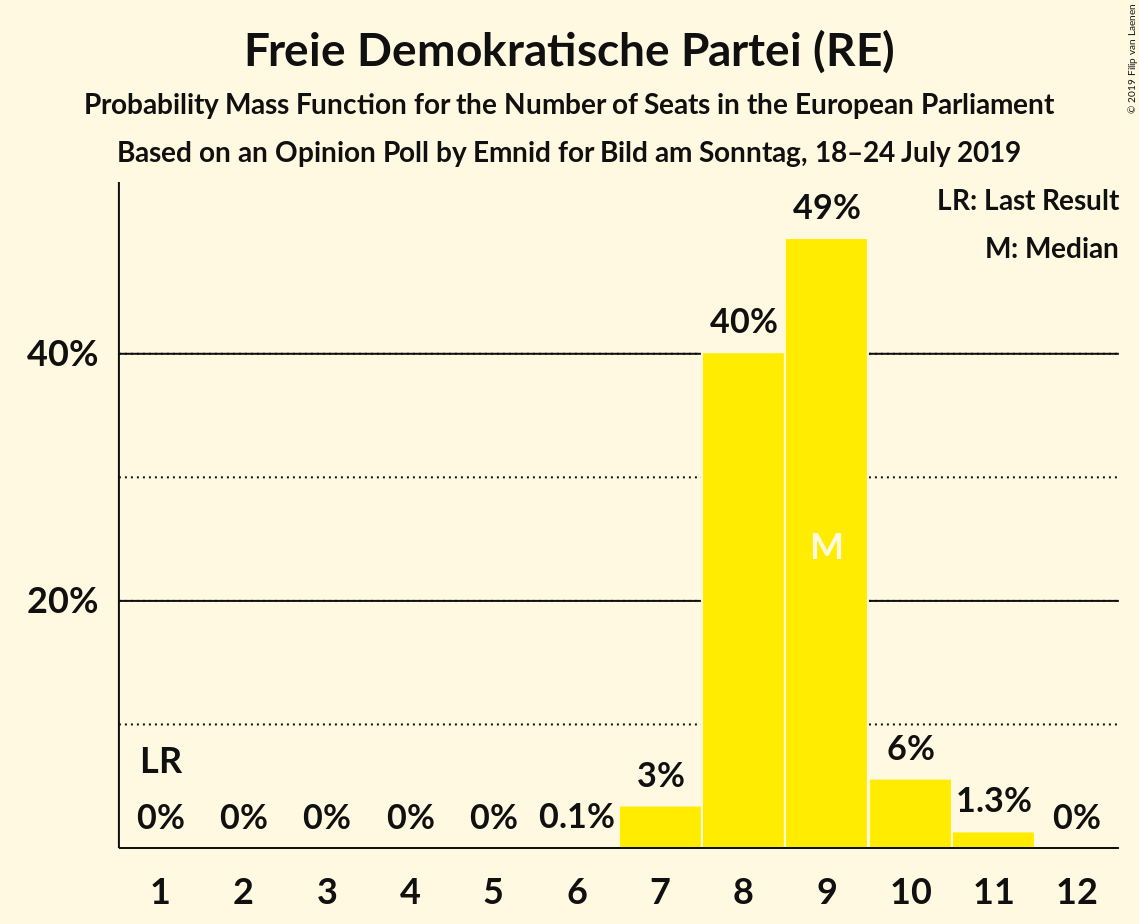 Freie Demokratische Partei (RE)
Probability Mass Function for the Number of Seats in the European Parliament
Based on an Opinion Poll by Emnid for Bild am Sonntag, 18–24 July 2019
© 2019 Filip van Laenen
LR: Last Result
M: Median
49%
40%
40%
M
20%
LR
6%
3%
1.3%
0% 0% 0% 0% 0% 0.1% 0%
1 2 3 4 5 6 7 8 9 10 11 12